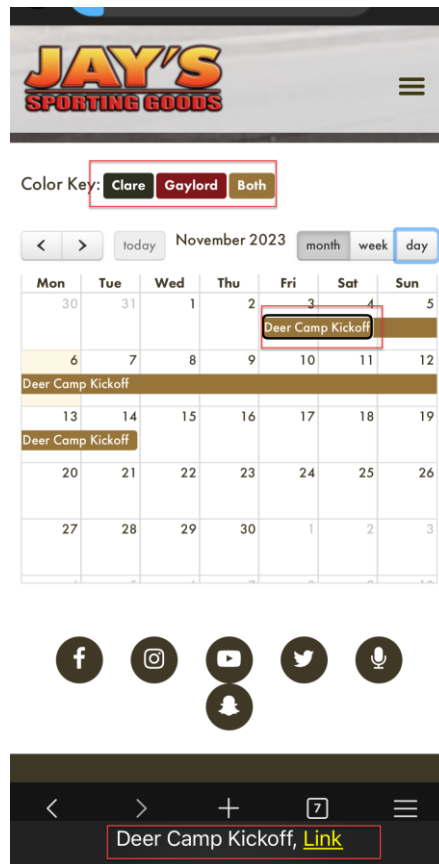 JAY'S
SPORTING GOODS
Color Key: Clare Gaylord Both
today November 2023 month week day
Mon Tue Wed Thu Fri Sat Sun
30 31 1 2 3 4 5
Deer Camp Kickoff
6 7 8 9 10 11 12
Deer Camp Kickoff
13 14 15 16 17 18 19
Deer Camp Kickoff
20 21 22 23 24 25 26
27 28 29 30 1 2 3
7
Deer Camp Kickoff, Link